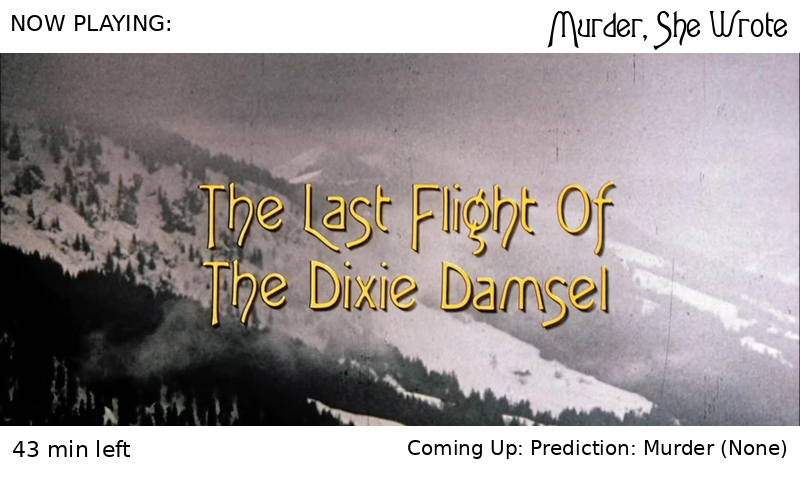 NOW PLAYING:
Murder, She Wrote
The Last Flight Of
The Dixie Damsel
43 min left
Coming Up: Prediction: Murder (None)